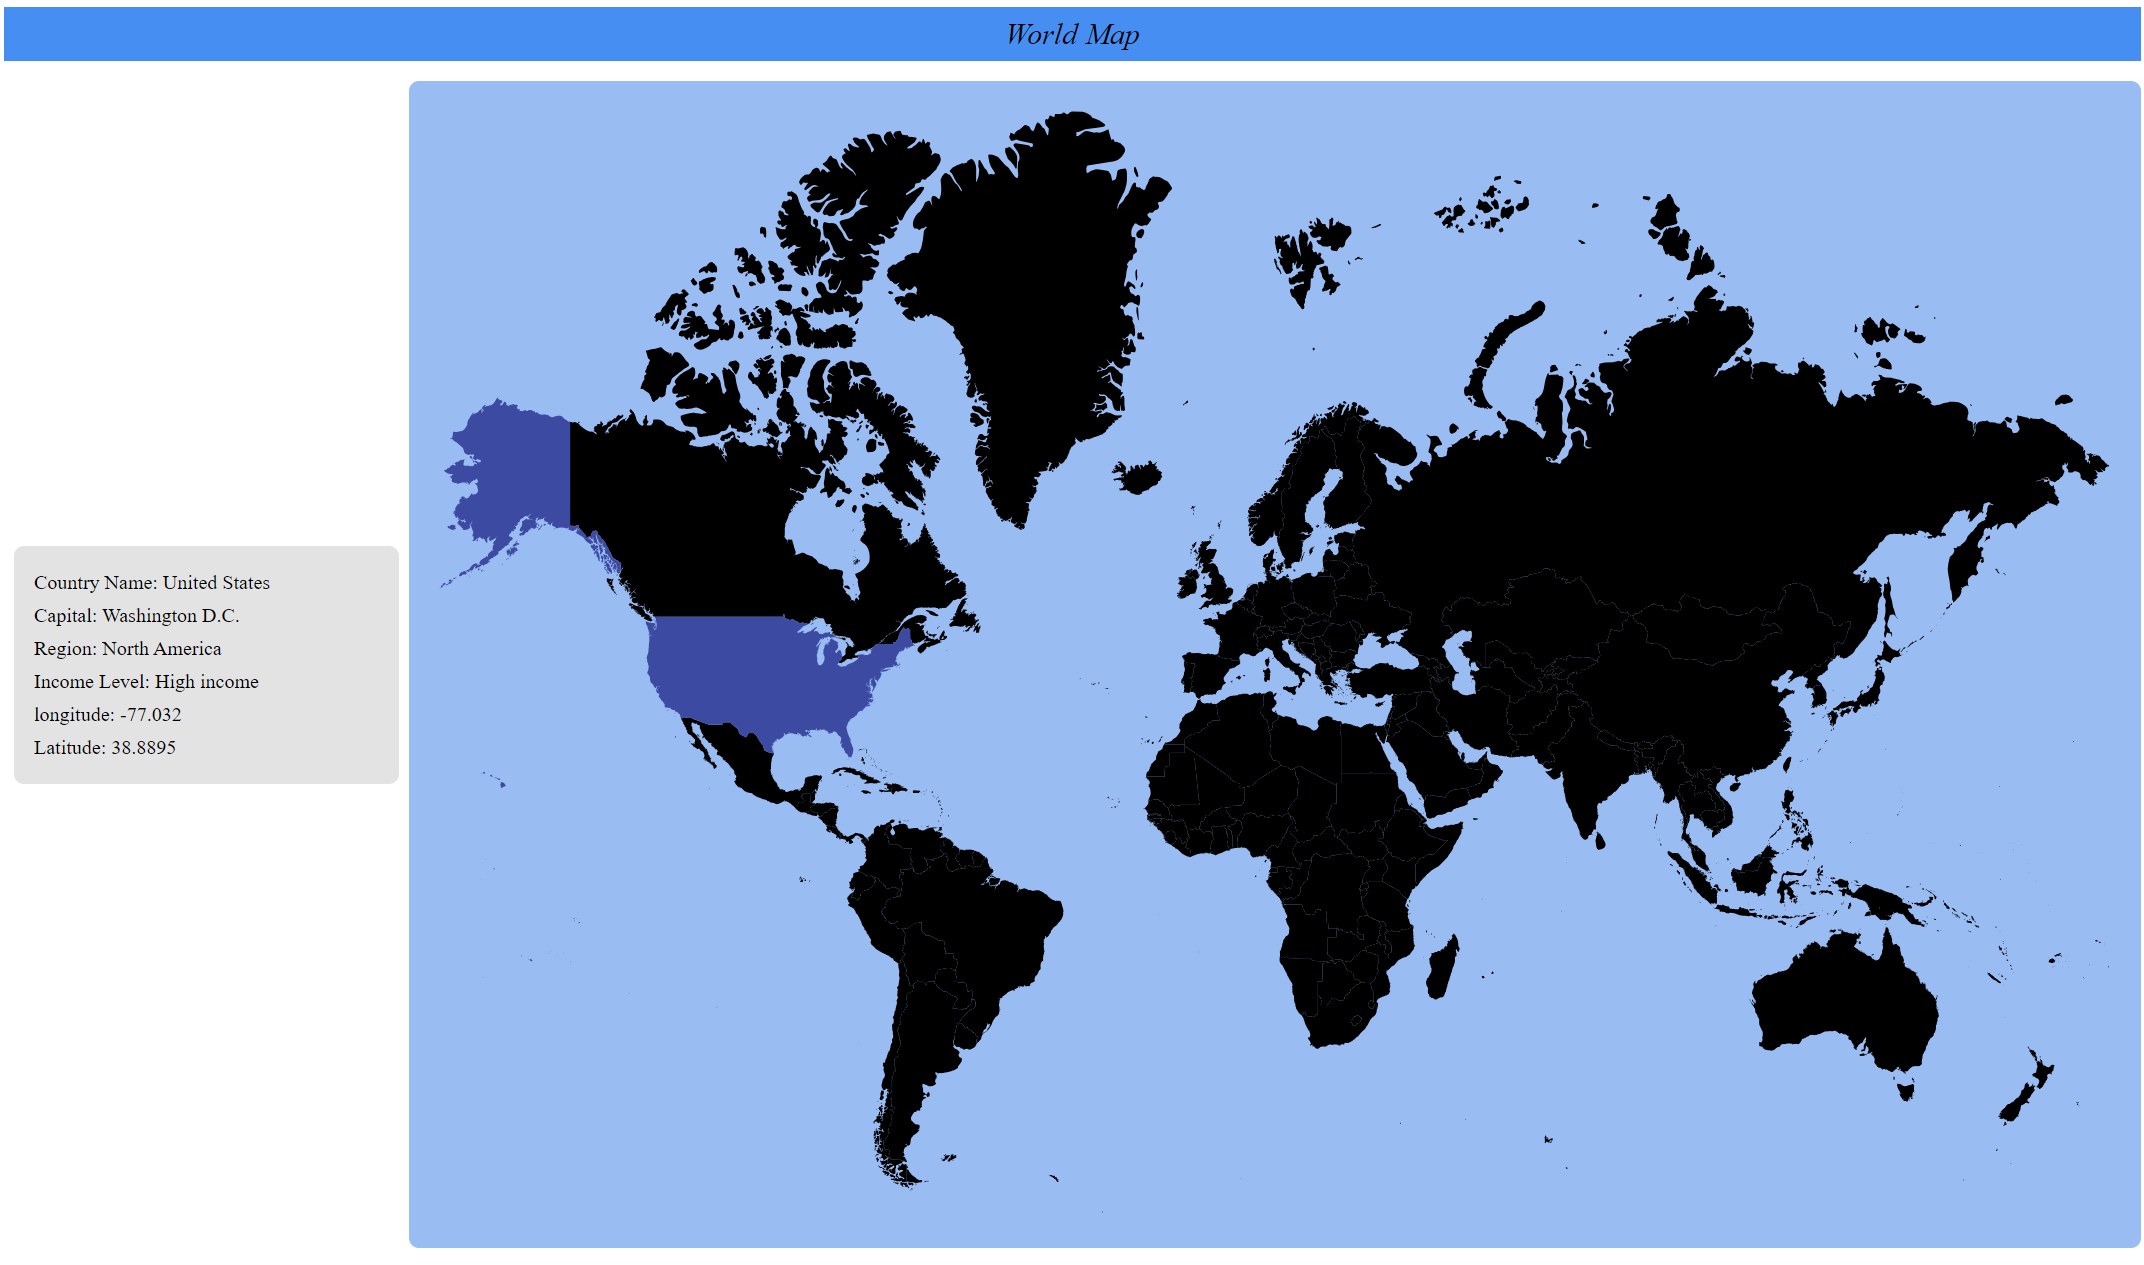 World Map
Country Name: United States
Capital: Washington D.C.
Region: North America
Income Level: High income
longitude: -77.032
Latitude: 38.8895